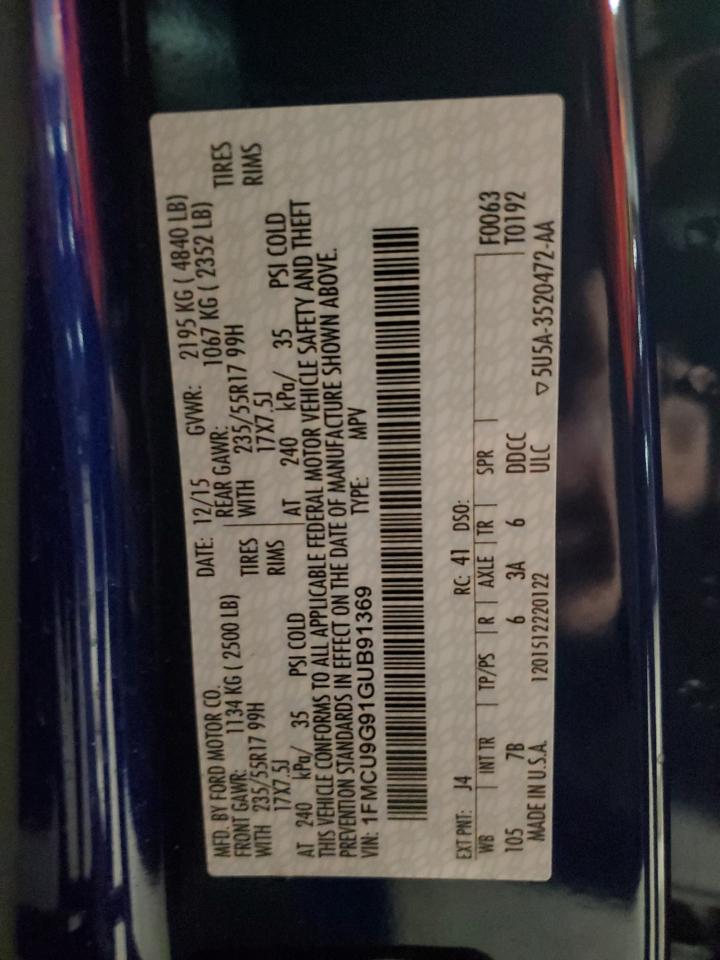 MFD. BY FORD MOTOR CO. DATE: 12/15 GVWR: 2195 KG ( 4840 LB)
FRONT GAWR: 1134 KG ( 2500 LB) REAR GAWR: 1067 KG ( 2352 LB)
WITH 235/55R17 99H TIRES WITH 235/55R17 99H TIRES
17X7.5J RIMS 17X7.5J RIMS
AT 240 kPa/ 35 PSI COLD AT 240 kPa/ 35 PSI COLD
THIS VEHICLE CONFORMS TO ALL APPLICABLE FEDERAL MOTOR VEHICLE SAFETY AND THEFT
PREVENTION STANDARDS IN EFFECT ON THE DATE OF MANUFACTURE SHOWN ABOVE.
VIN: 1FMCU9G91GUB91369 TYPE: MPV
EXT PNT: J4 RC: 41 DSO:
WB INT TR TP/PS R AXLE TR SPR F0063
105 7B 6 3A 6 DDCC T0192
MADE IN U.S.A. 1201512220122 ULC ▽5U5A-3520472-AA